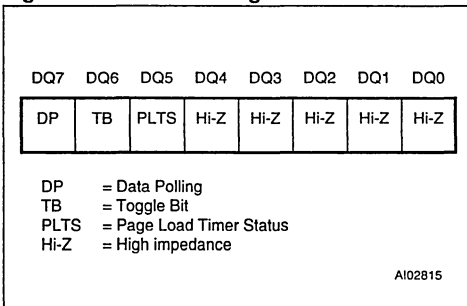 DQ7 DQ6 DQ5 DQ4 DQ3 DQ2 DQ1 DQ0
DP TB PLTS Hi-Z Hi-Z Hi-Z Hi-Z Hi-Z
DP = Data Polling
TB = Toggle Bit
PLTS = Page Load Timer Status
Hi-Z = High impedance
AI02815